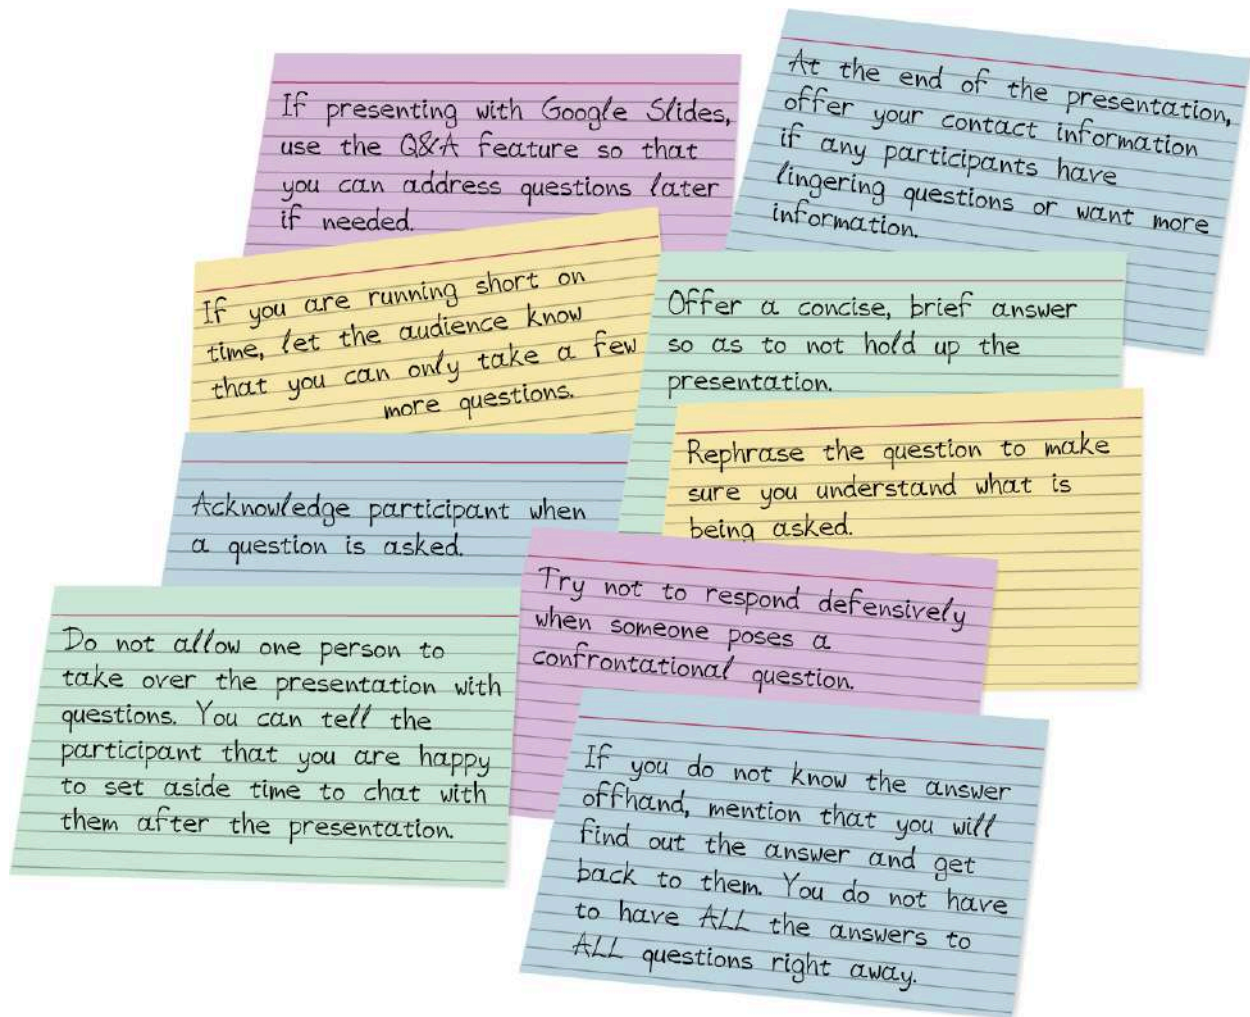 If presenting with Google Slides,
use the Q&A feature so that
you can address questions later
if needed.
At the end of the presentation,
offer your contact information
if any participants have
lingering questions or want more
information.
If you are running short on
time, let the audience know
that you can only take a few
more questions.
Offer a concise, brief answer
so as to not hold up the
presentation.
Rephrase the question to make
sure you understand what is
being asked.
Acknowledge participant when
a question is asked.
Try not to respond defensively
when someone poses a
confrontational question.
Do not allow one person to
take over the presentation with
questions. You can tell the
participant that you are happy
to set aside time to chat with
them after the presentation.
If you do not know the answer
offhand, mention that you will
find out the answer and get
back to them. You do not have
to have ALL the answers to
ALL questions right away.